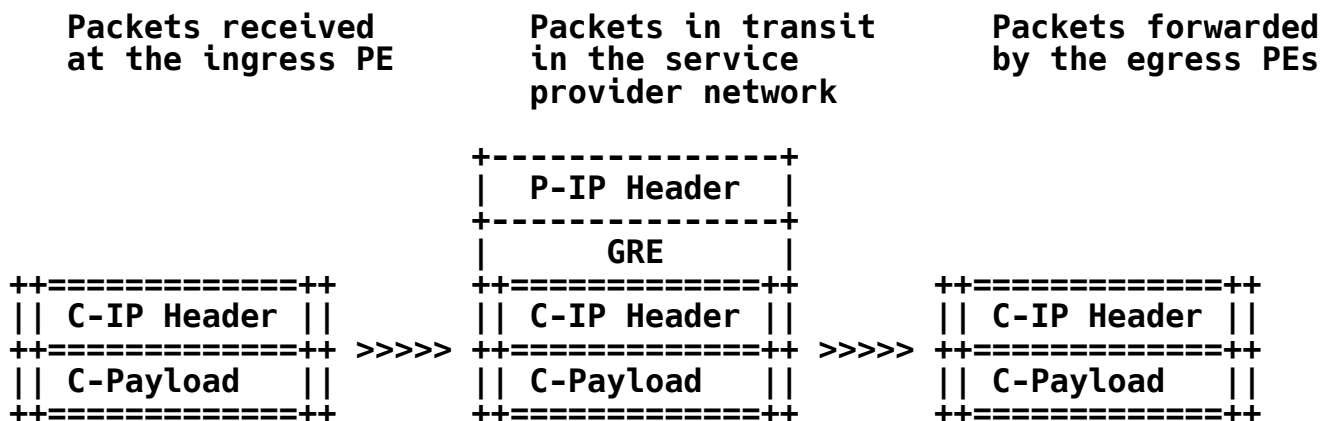 Packets received        Packets in transit      Packets forwarded
   at the ingress PE       in the service          by the egress PEs
                           provider network

                        +---------------+
                        |  P-IP Header  |
                        +---------------+
                        |      GRE      |
++=============++       ++=============++       ++=============++
|| C-IP Header ||       || C-IP Header ||       || C-IP Header ||
++=============++ >>>>> ++=============++ >>>>> ++=============++
|| C-Payload   ||       || C-Payload   ||       || C-Payload   ||
++=============++       ++=============++       ++=============++